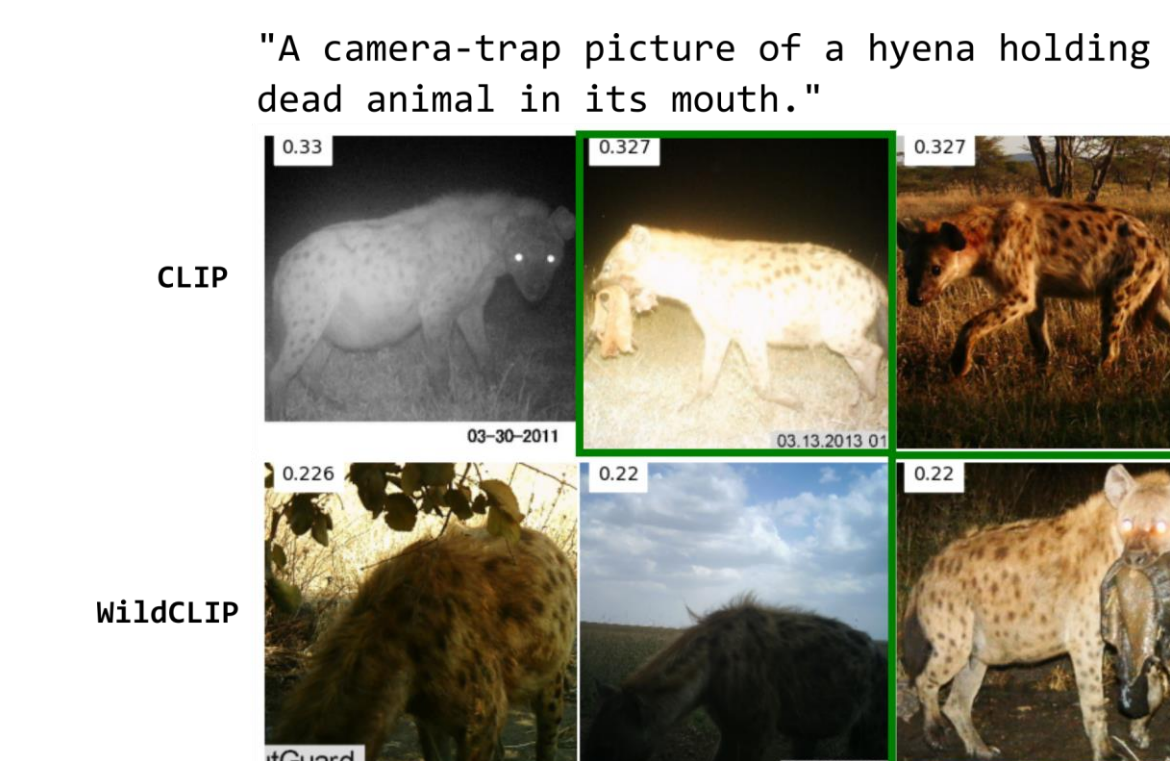 "A camera-trap picture of a hyena holding
dead animal in its mouth."
0.33
0.327
0.327
CLIP
03-30-2011
03.13.2013 01
0.226
0.22
0.22
WildCLIP